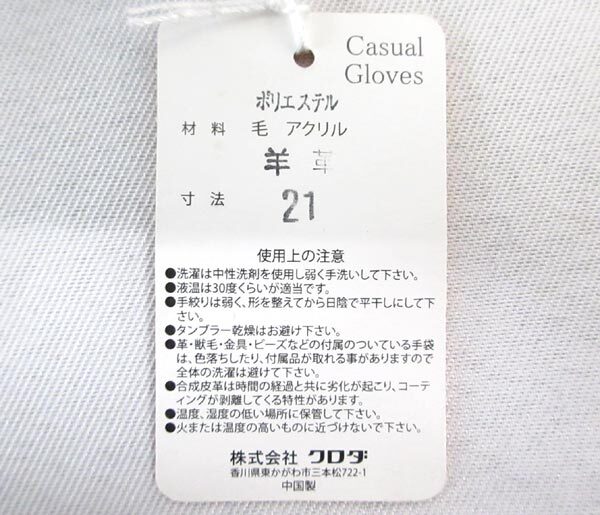 Casual
Gloves
ポリエステル
材料 毛 アクリル
羊 革
寸法 21
使用上の注意
●洗濯は中性洗剤を使用し弱く手洗いして下さい。
●液温は30度くらいが適当です。
●手絞りは弱く、形を整えてから日陰で平干しにして下
さい。
●タンブラー乾燥はお避け下さい。
●革・獣毛・金具・ビーズなどの付属のついている手袋
は、色落ちしたり、付属品が取れる事がありますので
全体の洗濯は避けて下さい。
●合成皮革は時間の経過と共に劣化が起こり、コーテ
ィングが剥離してくる特性があります。
●温度、湿度の低い場所に保管して下さい。
●火または温度の高いものに近づけないで下さい。
株式会社 クロダ
香川県東かがわ市三本松722-1
中国製